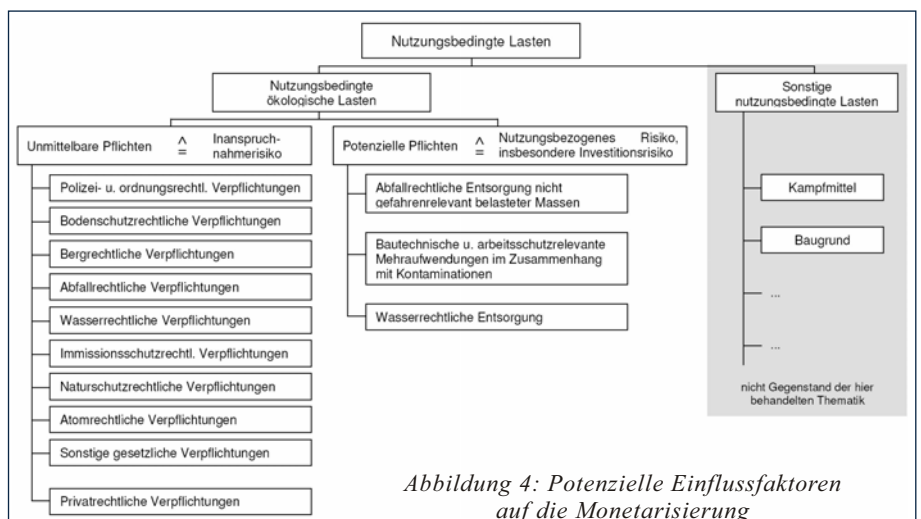 Nutzungsbedingte Lasten
Nutzungsbedingte
ökologische Lasten
Sonstige
nutzungsbedingte Lasten
Unmittelbare Pflichten ≙ Inanspruch-
nahmerisiko
Potenzielle Pflichten ≙ Nutzungsbezogenes Risiko,
insbesondere Investitionsrisiko
Polizei- u. ordnungsrechtl. Verpflichtungen
Bodenschutzrechtliche Verpflichtungen
Bergrechtliche Verpflichtungen
Abfallrechtliche Verpflichtungen
Wasserrechtliche Verpflichtungen
Immissionsschutzrechtl. Verpflichtungen
Naturschutzrechtliche Verpflichtungen
Atomrechtliche Verpflichtungen
Sonstige gesetzliche Verpflichtungen
Privatrechtliche Verpflichtungen
Abfallrechtliche Entsorgung nicht
gefahrenrelevant belasteter Massen
Bautechnische u. arbeitsschutzrelevante
Mehraufwendungen im Zusammenhang
mit Kontaminationen
Wasserrechtliche Entsorgung
Kampfmittel
Baugrund
...
...
nicht Gegenstand der hier
behandelten Thematik
Abbildung 4: Potenzielle Einflussfaktoren
auf die Monetarisierung